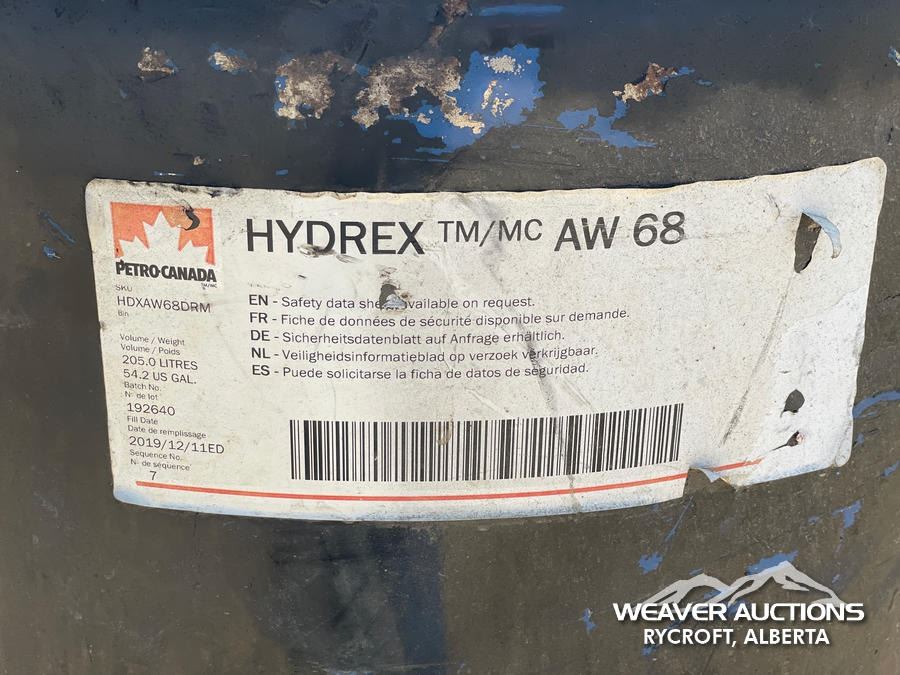 HYDREX TM/MC AW 68
PETRO-CANADA
TM/MC
SKU
HDXAW68DRM
Bin
Volume / Weight
Volume / Poids
205.0 LITRES
54.2 US GAL.
Batch No.
N° de lot
192640
Fill Date
Date de remplissage
2019/12/11ED
Sequence No.
N° de séquence
7
EN - Safety data sheet available on request.
FR - Fiche de données de sécurité disponible sur demande.
DE - Sicherheitsdatenblatt auf Anfrage erhältlich.
NL - Veiligheidsinformatieblad op verzoek verkrijgbaar.
ES - Puede solicitarse la ficha de datos de seguridad.
WEAVER AUCTIONS
RYCROFT, ALBERTA